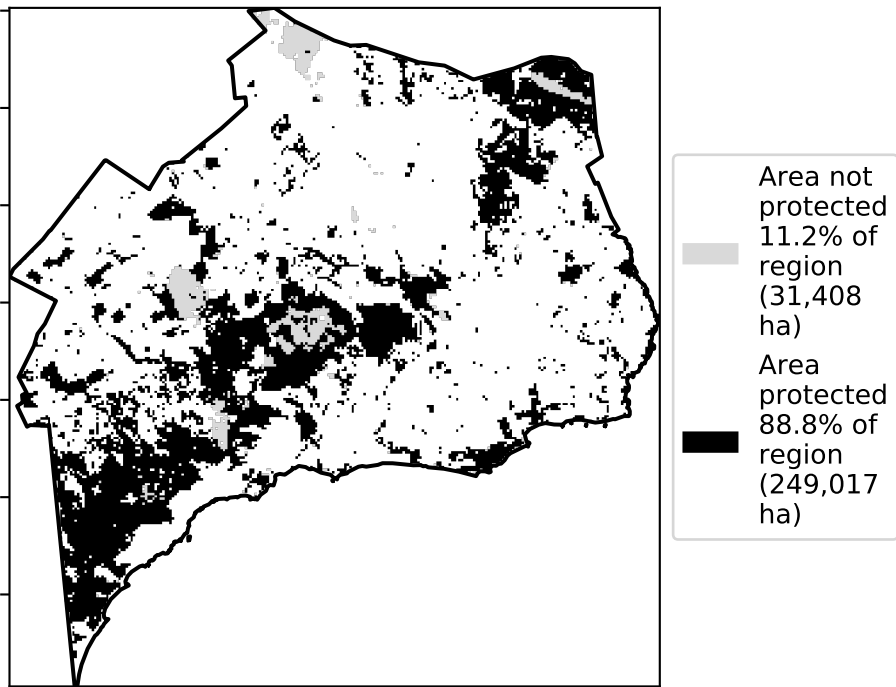 Area not
protected
11.2% of
region
(31,408
ha)
Area
protected
88.8% of
region
(249,017
ha)